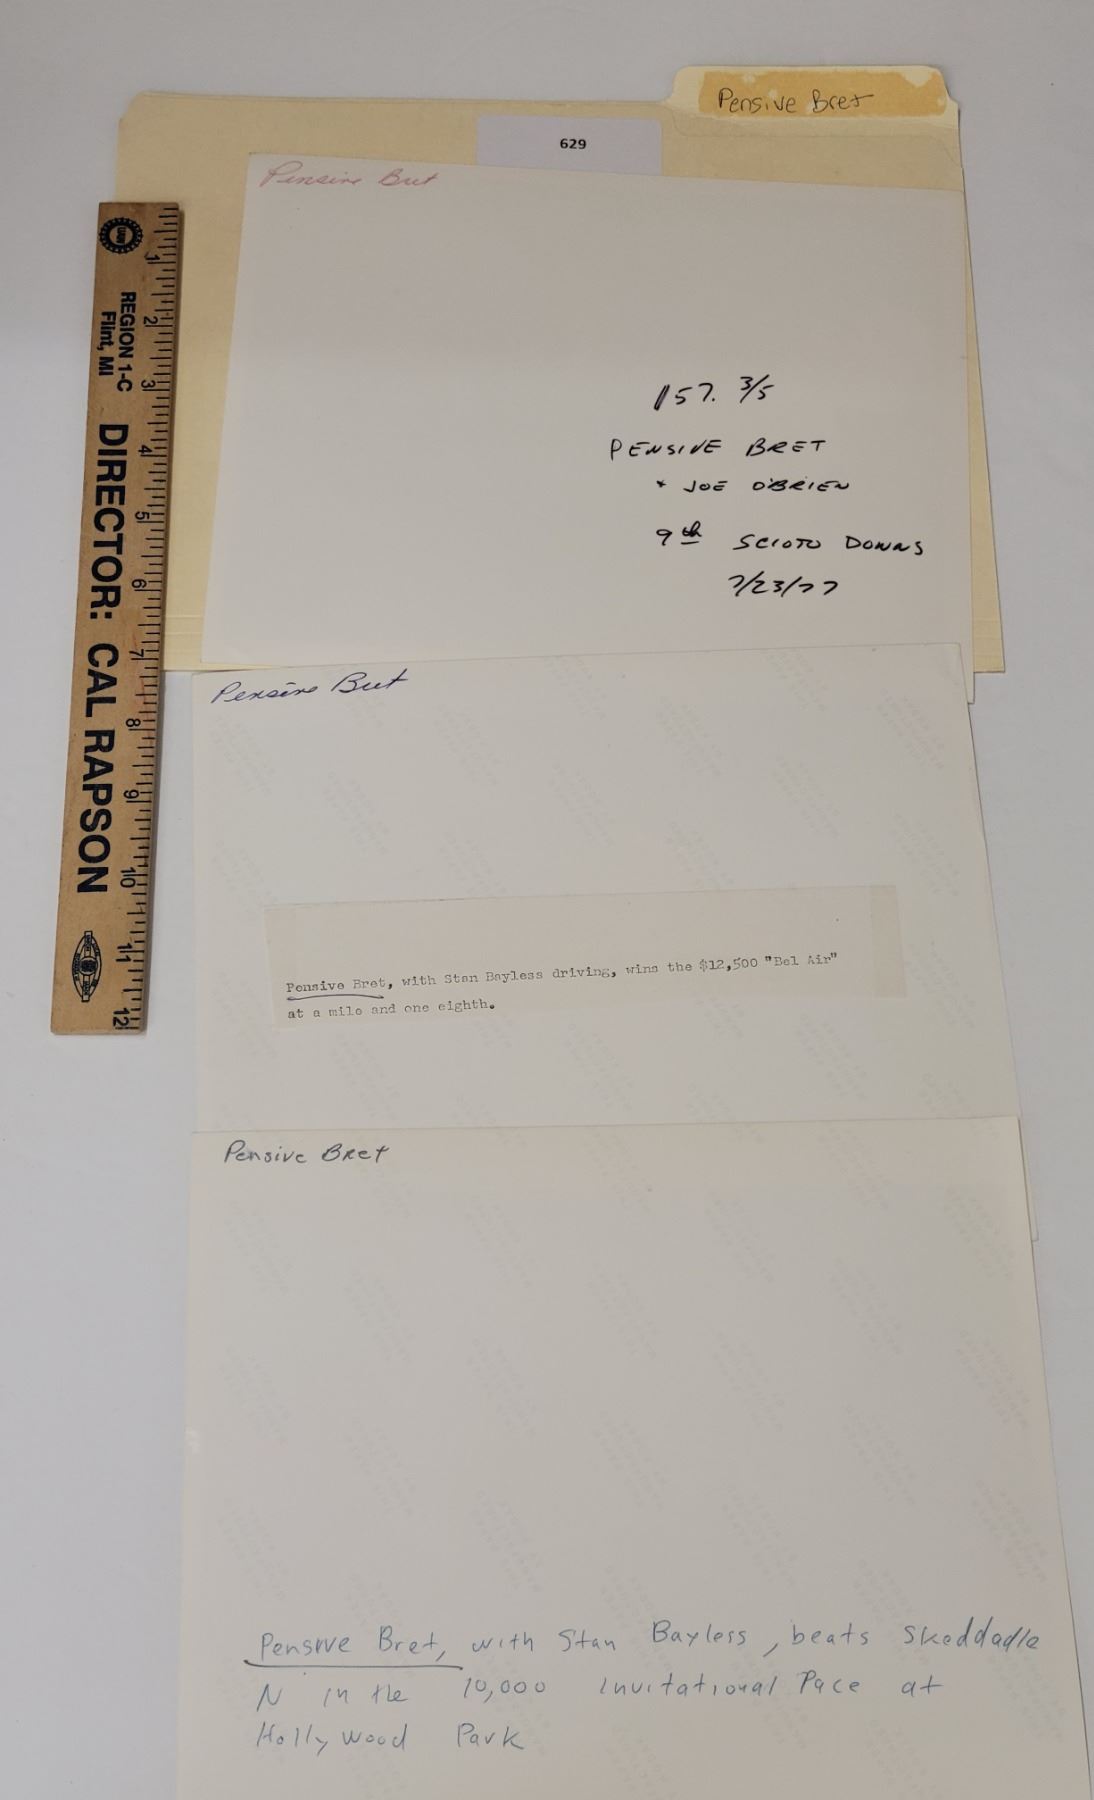 Pensive Bret
629
Pensive Bret
157. 3/5
PENSIVE BRET
+ JOE O'BRIEN
9th SCIOTO DOWNS
7/23/77
UAW
REGION 1-C
Flint, MI
DIRECTOR: CAL RAPSON
1 2 3 4 5 6 7 8 9 10 11 12
Pensive Bret
Pensive Bret, with Stan Bayless driving, wins the $12,500 "Bel Air"
at a mile and one eighth.
Pensive Bret
Pensive Bret, with Stan Bayless, beats Skeddadle
N in the 10,000 Invitational Pace at
Hollywood Park